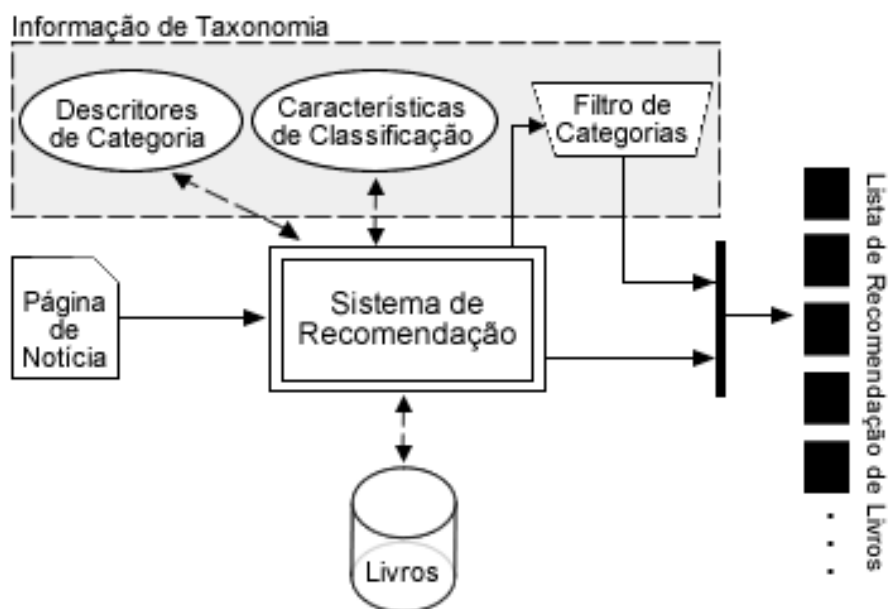 Informação de Taxonomia
Descritores
de Categoria
Características
de Classificação
Filtro de
Categorias
Página
de
Notícia
Sistema de
Recomendação
Livros
Lista de Recomendação de Livros